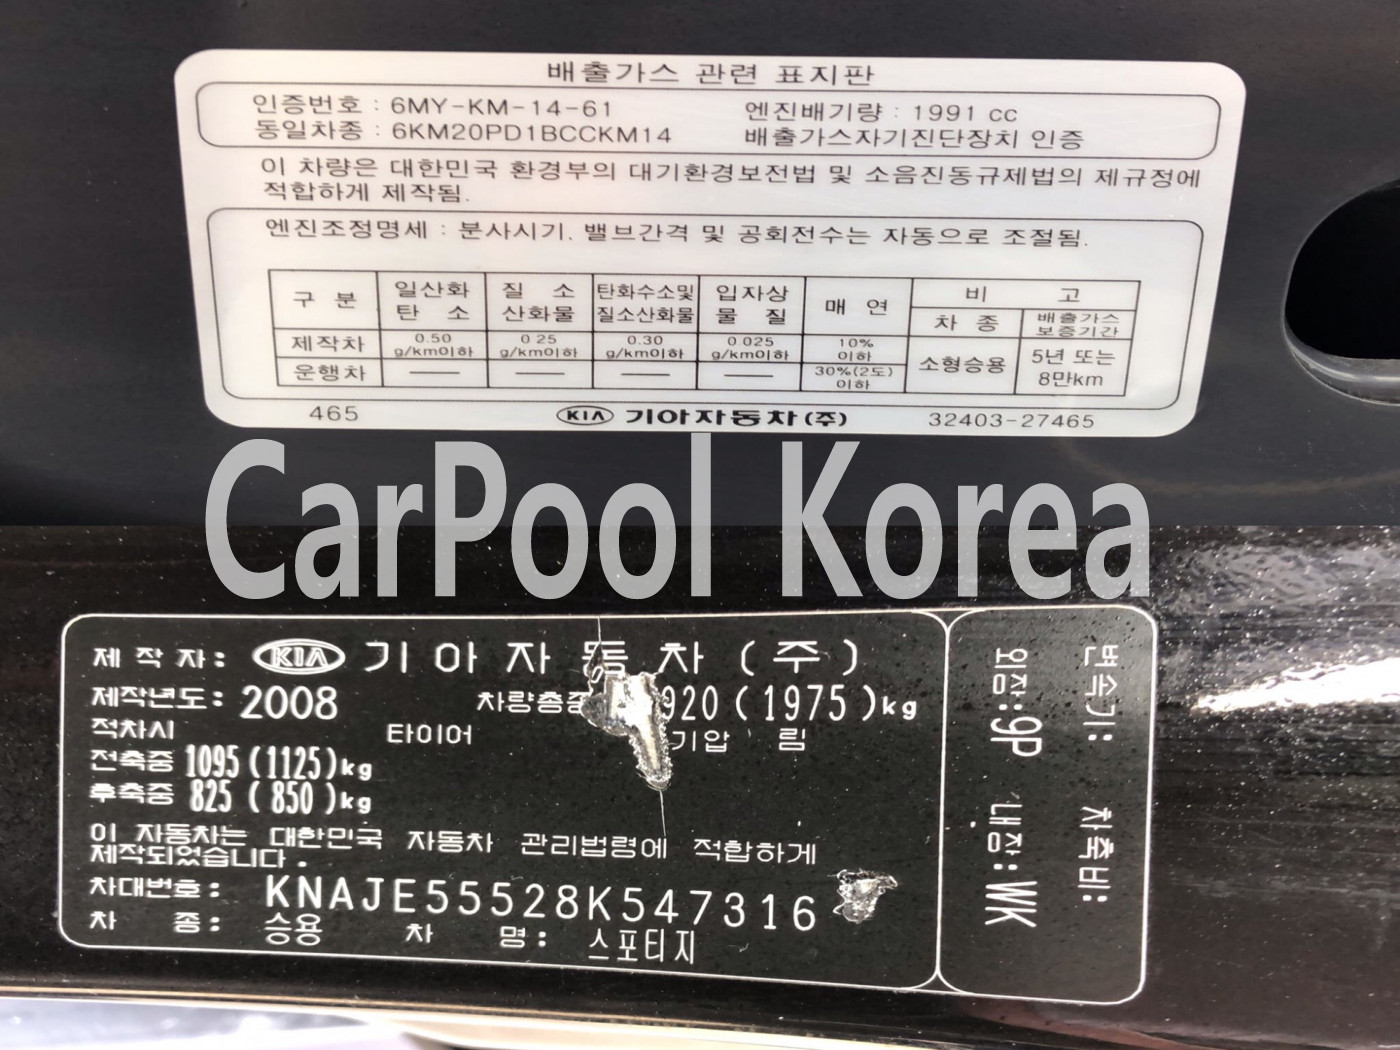 배출가스 관련 표지판
인증번호 : 6MY-KM-14-61 엔진배기량 : 1991 cc
동일차종 : 6KM20PD1BCCKM14 배출가스자기진단장치 인증
이 차량은 대한민국 환경부의 대기환경보전법 및 소음진동규제법의 제규정에
적합하게 제작됨.
엔진조정명세 : 분사시기, 밸브간격 및 공회전수는 자동으로 조절됨.
구 분 일산화 탄 소 질 소 산화물 탄화수소및 질소산화물 입자상 물 질 매 연 비 고
차 종 배출가스 보증기간
제작차 0.50 g/km이하 0.25 g/km이하 0.30 g/km이하 0.025 g/km이하 10% 이하 소형승용 5년 또는 8만km
운행차 — — — — 30%(2도) 이하
465 KIA 기아자동차(주) 32403-27465
CarPool Korea
제 작 자: KIA 기 아 자 동 차 (주)
제작년도: 2008 차량총중 920 (1975)kg
적차시 타이어 기압 림
전축중 1095 (1125)kg
후축중 825 (850)kg
이 자동차는 대한민국 자동차 관리법령에 적합하게
제작되었습니다.
차대번호: KNAJE55528K547316
차 종: 승용 차 명: 스포티지
변속기: 차축비:
외장:9P 내장:WK